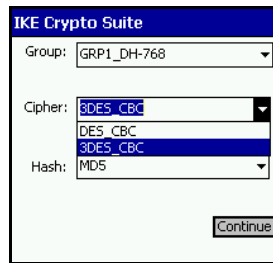 IKE Crypto Suite
Group: GRP1_DH-768
Cipher: 3DES_CBC
DES_CBC
3DES_CBC
Hash: MD5
Continue